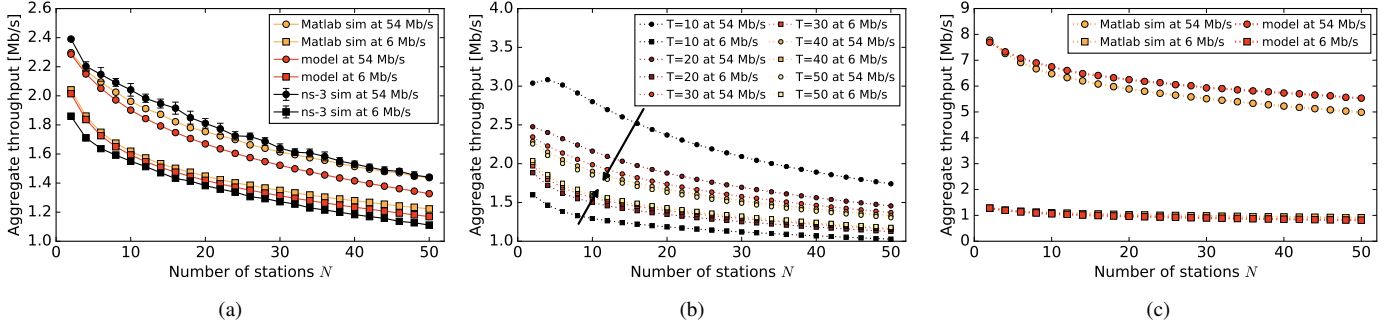 Aggregate throughput [Mb/s]
2.6
2.4
2.2
2.0
1.8
1.6
1.4
1.2
1.0
0 10 20 30 40 50
Number of stations N
Matlab sim at 54 Mb/s
Matlab sim at 6 Mb/s
model at 54 Mb/s
model at 6 Mb/s
ns-3 sim at 54 Mb/s
ns-3 sim at 6 Mb/s
(a)
Aggregate throughput [Mb/s]
4.0
3.5
3.0
2.5
2.0
1.5
1.0
0 10 20 30 40 50
Number of stations N
T=10 at 54 Mb/s
T=10 at 6 Mb/s
T=20 at 54 Mb/s
T=20 at 6 Mb/s
T=30 at 54 Mb/s
T=30 at 6 Mb/s
T=40 at 54 Mb/s
T=40 at 6 Mb/s
T=50 at 54 Mb/s
T=50 at 6 Mb/s
(b)
Aggregate throughput [Mb/s]
9
8
7
6
5
4
3
2
1
0
0 10 20 30 40 50
Number of stations N
Matlab sim at 54 Mb/s
Matlab sim at 6 Mb/s
model at 54 Mb/s
model at 6 Mb/s
(c)